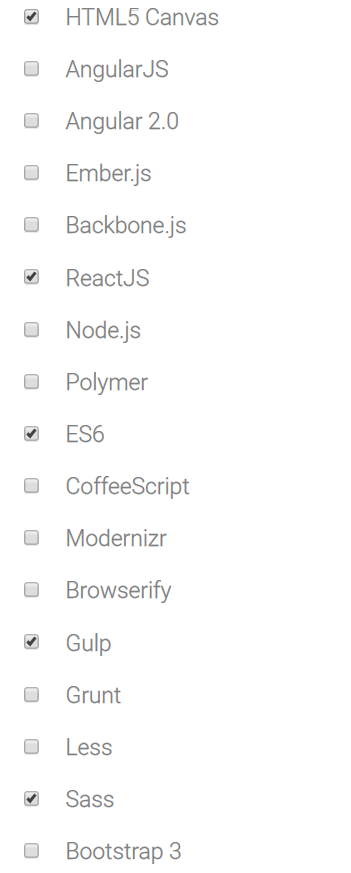 HTML5 Canvas
AngularJS
Angular 2.0
Ember.js
Backbone.js
ReactJS
Node.js
Polymer
ES6
CoffeeScript
Modernizr
Browserify
Gulp
Grunt
Less
Sass
Bootstrap 3